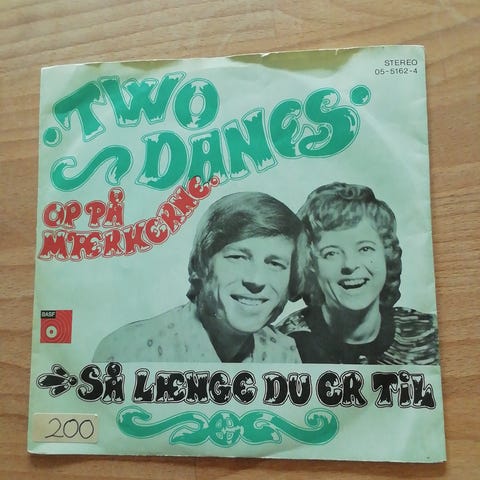 STEREO
05-5162-4
·TWO
DANES·
OP PÅ
MÆRKERNE..
BASF
SÅ LÆNGE DU ER TIL
200